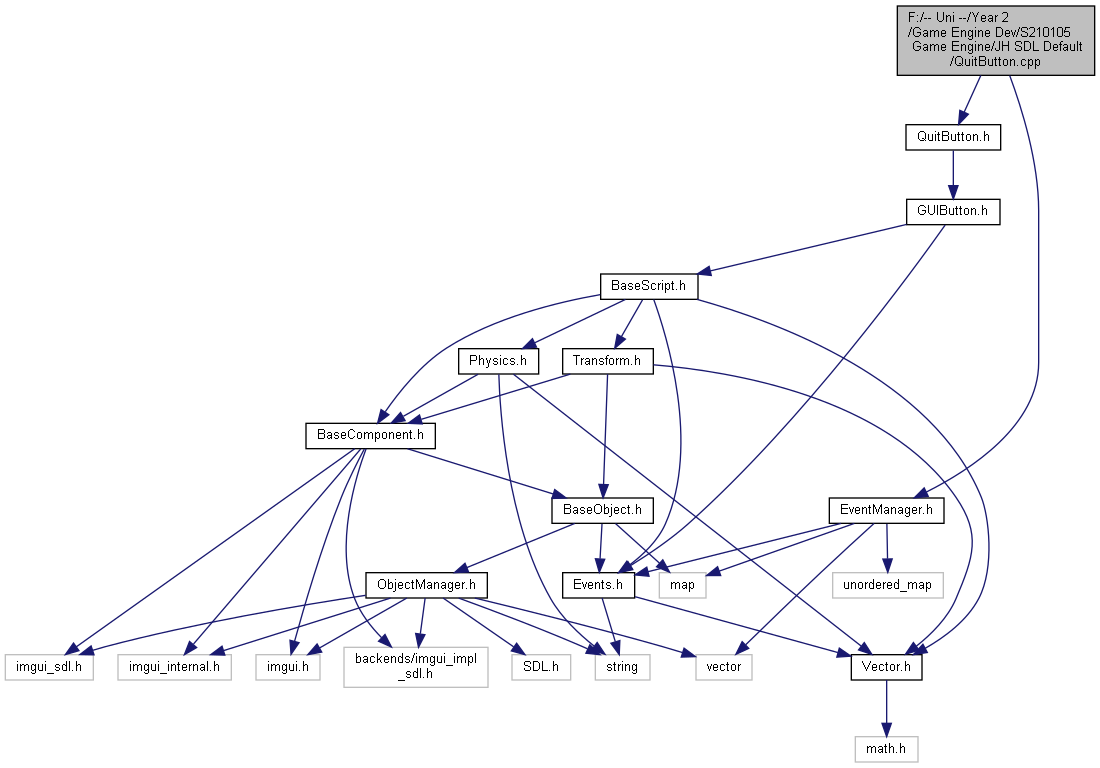 F:/-- Uni --/Year 2
/Game Engine Dev/S210105
Game Engine/JH SDL Default
/QuitButton.cpp
QuitButton.h
GUIButton.h
BaseScript.h
Physics.h
Transform.h
BaseComponent.h
BaseObject.h
EventManager.h
ObjectManager.h
Events.h
map
unordered_map
imgui_sdl.h
imgui_internal.h
imgui.h
backends/imgui_impl
_sdl.h
SDL.h
string
vector
Vector.h
math.h